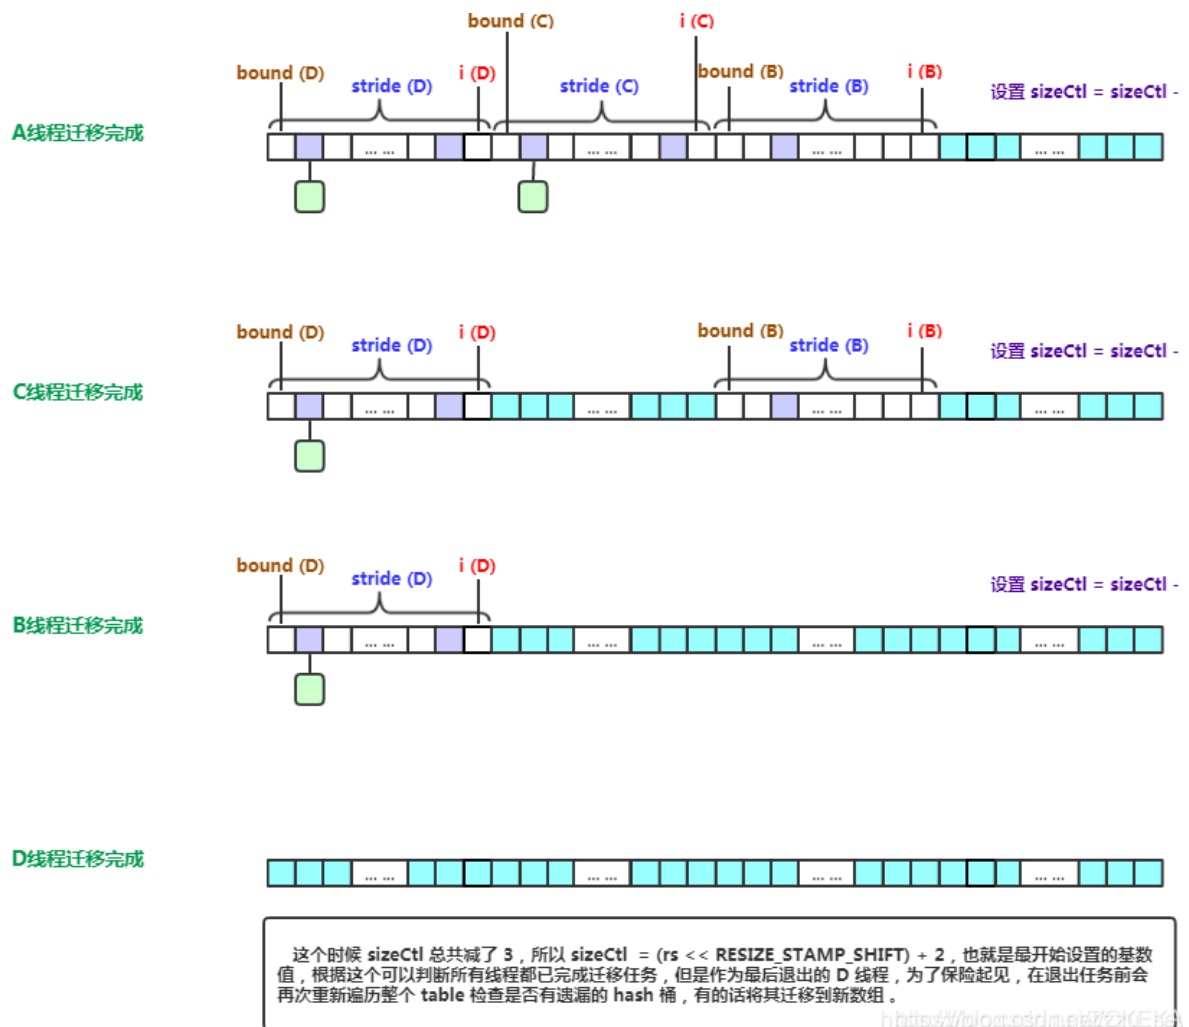 bound (C) i (C)
bound (D) stride (D) i (D) stride (C) bound (B) stride (B) i (B) 设置 sizeCtl = sizeCtl -
A线程迁移完成
... ... ... ... ... ... ... ...
bound (D) stride (D) i (D) bound (B) stride (B) i (B) 设置 sizeCtl = sizeCtl -
C线程迁移完成
... ... ... ... ... ... ... ...
bound (D) stride (D) i (D) 设置 sizeCtl = sizeCtl -
B线程迁移完成
... ... ... ... ... ... ... ...
D线程迁移完成
... ... ... ... ... ... ... ...
这个时候 sizeCtl 总共减了 3，所以 sizeCtl = (rs << RESIZE_STAMP_SHIFT) + 2，也就是最开始设置的基数
值，根据这个可以判断所有线程都已完成迁移任务，但是作为最后退出的 D 线程，为了保险起见，在退出任务前会
再次重新遍历整个 table 检查是否有遗漏的 hash 桶，有的话将其迁移到新数组 。